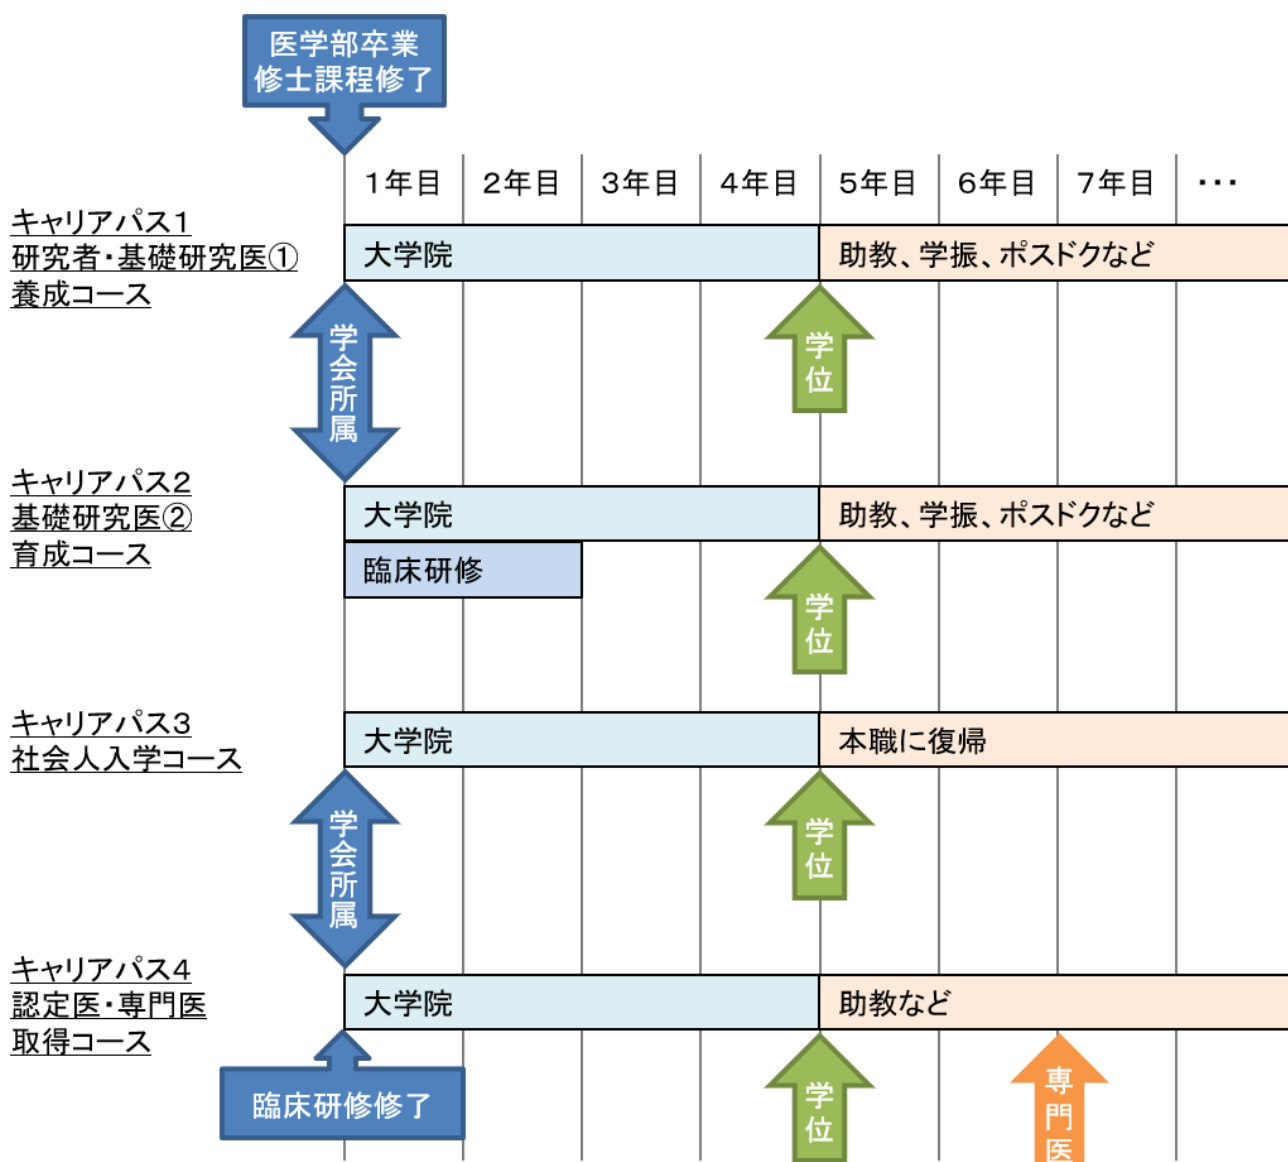 医学部卒業
修士課程修了
1年目 2年目 3年目 4年目 5年目 6年目 7年目 ・・・
キャリアパス1
研究者・基礎研究医①
養成コース
大学院
助教、学振、ポスドクなど
学会所属
学位
キャリアパス2
基礎研究医②
育成コース
大学院
助教、学振、ポスドクなど
臨床研修
学位
キャリアパス3
社会人入学コース
大学院
本職に復帰
学会所属
学位
キャリアパス4
認定医・専門医
取得コース
大学院
助教など
臨床研修修了
学位
専門医